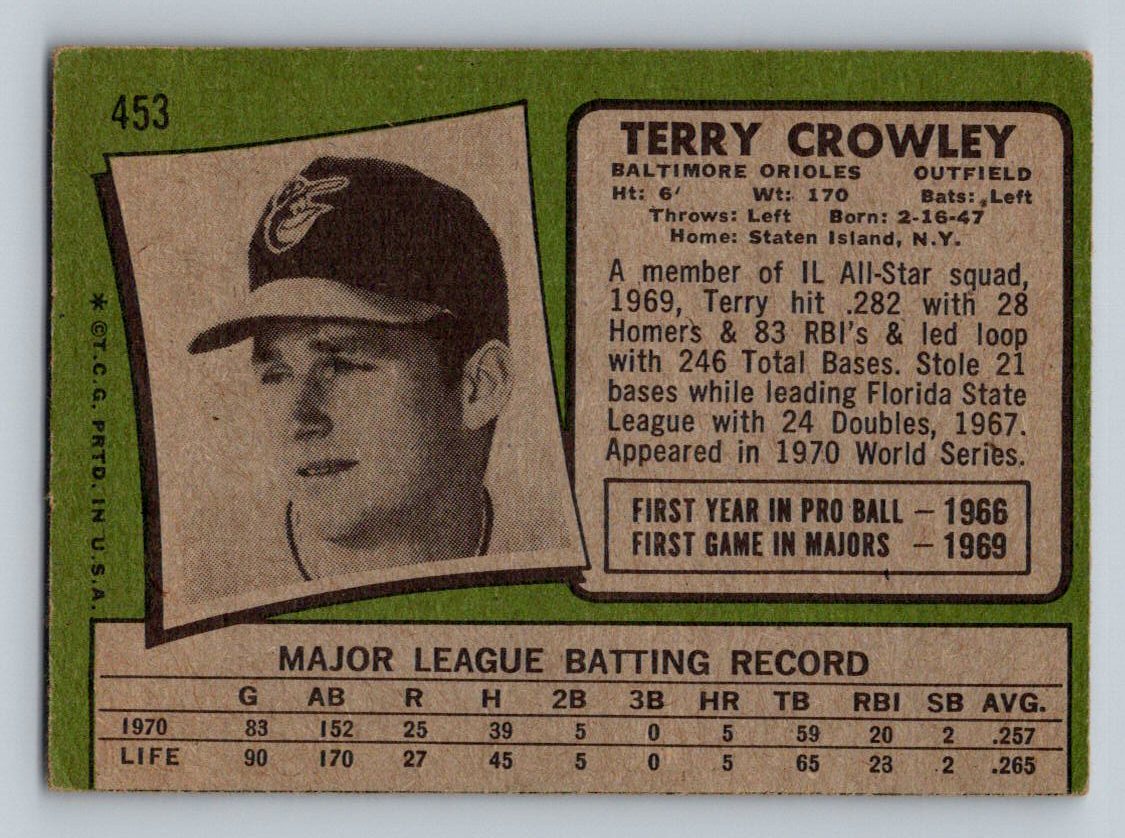 453
* ©T.C.G. PRTD. IN U.S.A.
TERRY CROWLEY
BALTIMORE ORIOLES OUTFIELD
Ht: 6' Wt: 170 Bats: Left
Throws: Left Born: 2-16-47
Home: Staten Island, N.Y.
A member of IL All-Star squad,
1969, Terry hit .282 with 28
Homers & 83 RBI's & led loop
with 246 Total Bases. Stole 21
bases while leading Florida State
League with 24 Doubles, 1967.
Appeared in 1970 World Series.
FIRST YEAR IN PRO BALL – 1966
FIRST GAME IN MAJORS – 1969
MAJOR LEAGUE BATTING RECORD
G AB R H 2B 3B HR TB RBI SB AVG.
1970 83 152 25 39 5 0 5 59 20 2 .257
LIFE 90 170 27 45 5 0 5 65 23 2 .265